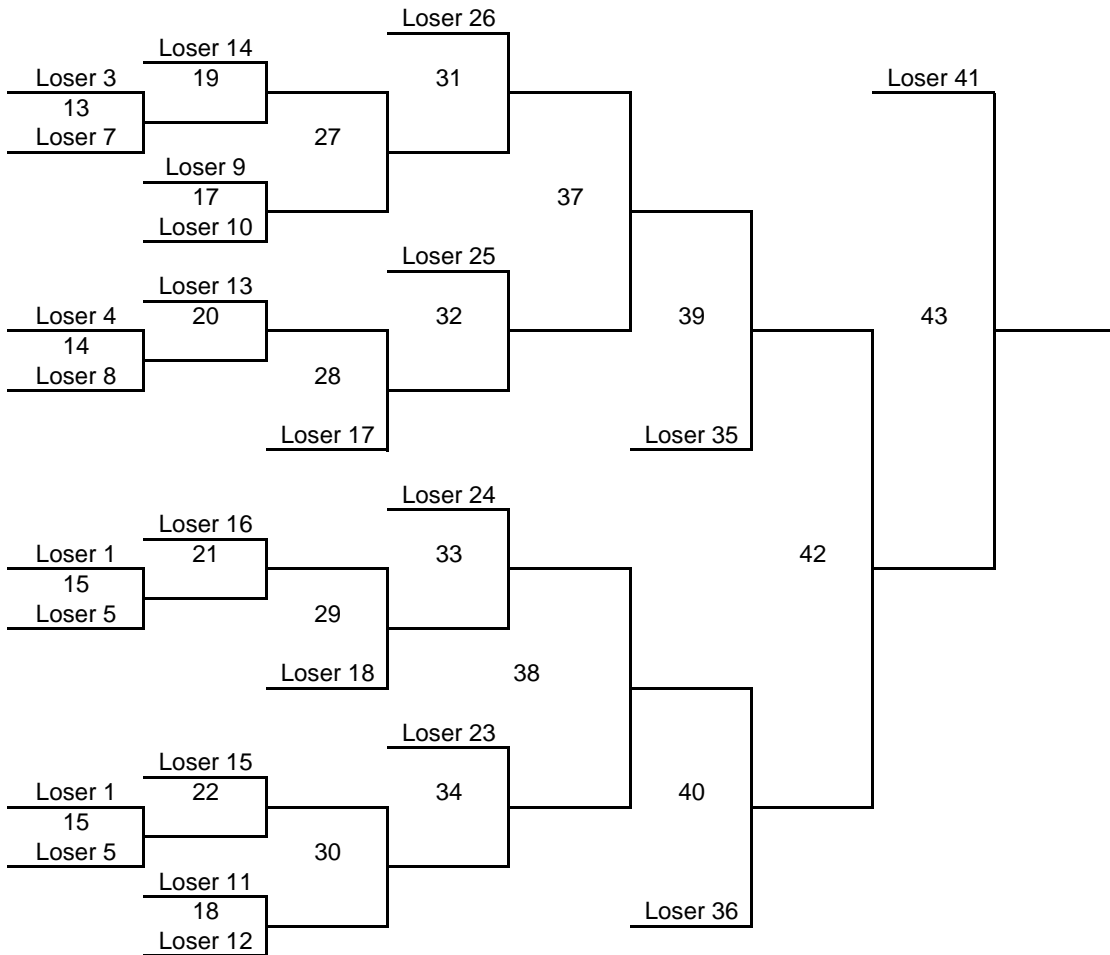 Loser 26
Loser 14
Loser 3
19
31
Loser 41
13
Loser 7
27
Loser 9
17
37
Loser 10
Loser 25
Loser 13
Loser 4
20
32
39
43
14
Loser 8
28
Loser 17
Loser 35
Loser 24
Loser 16
Loser 1
21
33
42
15
Loser 5
29
Loser 18
38
Loser 23
Loser 15
Loser 1
22
34
40
15
Loser 5
30
Loser 11
18
Loser 36
Loser 12